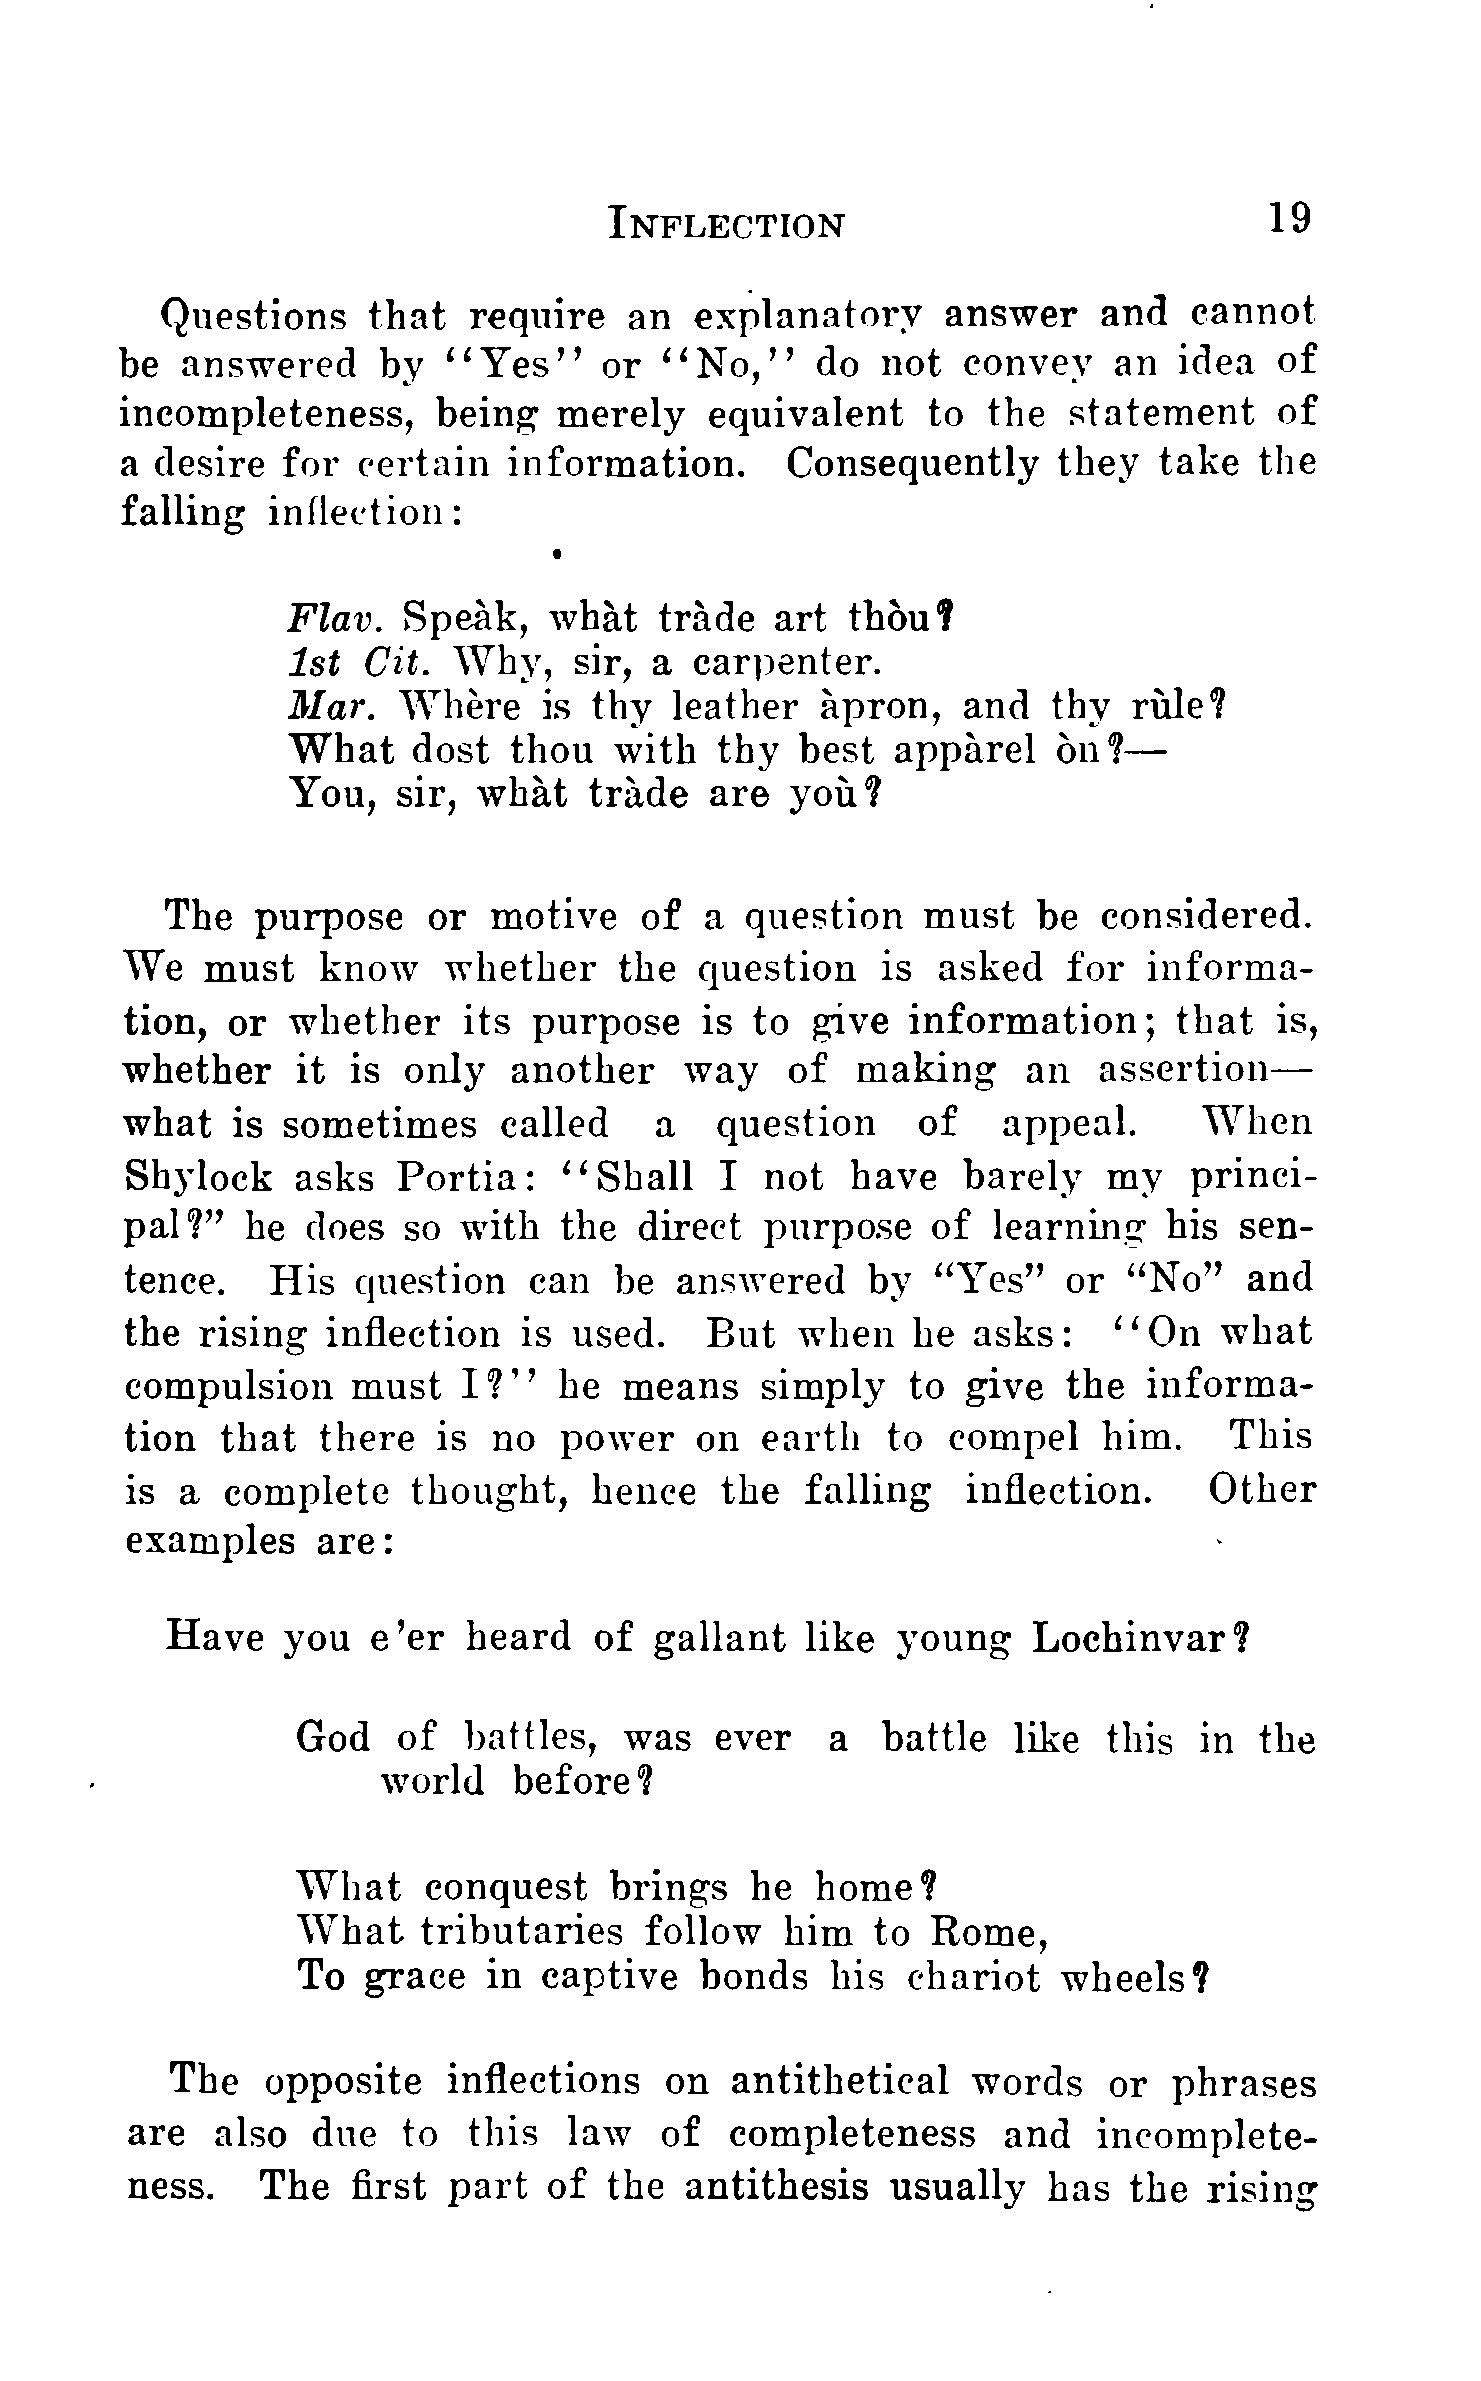 INFLECTION 19
Questions that require an explanatory answer and cannot
be answered by "Yes" or "No," do not convey an idea of
incompleteness, being merely equivalent to the statement of
a desire for certain information. Consequently they take the
falling inflection:
Flav. Speàk, whàt tràde art thòu?
1st Cit. Why, sir, a carpenter.
Mar. Whère is thy leather àpron, and thy rùle?
What dost thou with thy best appàrel òn?—
You, sir, whàt tràde are yoù?
The purpose or motive of a question must be considered.
We must know whether the question is asked for informa-
tion, or whether its purpose is to give information; that is,
whether it is only another way of making an assertion—
what is sometimes called a question of appeal. When
Shylock asks Portia: "Shall I not have barely my princi-
pal?" he does so with the direct purpose of learning his sen-
tence. His question can be answered by "Yes" or "No" and
the rising inflection is used. But when he asks: "On what
compulsion must I?" he means simply to give the informa-
tion that there is no power on earth to compel him. This
is a complete thought, hence the falling inflection. Other
examples are:
Have you e'er heard of gallant like young Lochinvar?
God of battles, was ever a battle like this in the
world before?
What conquest brings he home?
What tributaries follow him to Rome,
To grace in captive bonds his chariot wheels?
The opposite inflections on antithetical words or phrases
are also due to this law of completeness and incomplete-
ness. The first part of the antithesis usually has the rising